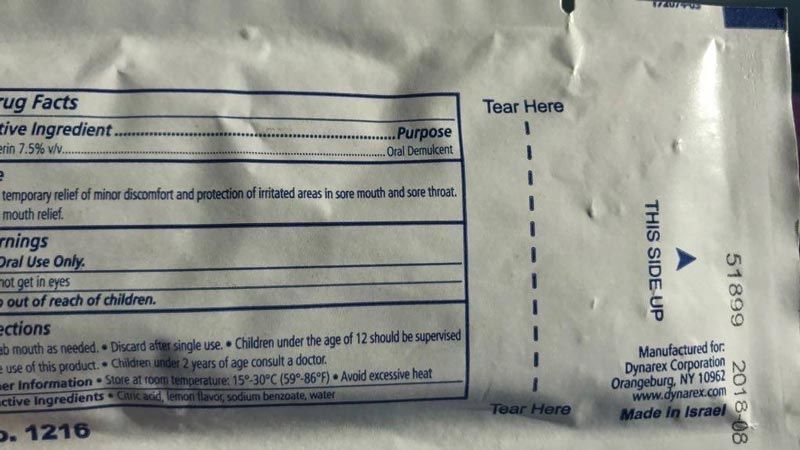 rug Facts
tive Ingredient Purpose
erin 7.5% v/v Oral Demulcent
e
temporary relief of minor discomfort and protection of irritated areas in sore mouth and sore throat.
mouth relief.
rnings
Oral Use Only.
not get in eyes
p out of reach of children.
ections
ab mouth as needed. • Discard after single use. • Children under the age of 12 should be supervised
e use of this product. • Children under 2 years of age consult a doctor.
er Information • Store at room temperature: 15°-30°C (59°-86°F) • Avoid excessive heat
ctive Ingredients • Citric acid, lemon flavor, sodium benzoate, water
o. 1216
Tear Here
Tear Here
THIS SIDE-UP
Manufactured for:
Dynarex Corporation
Orangeburg, NY 10962
www.dynarex.com
Made in Israel
51899 2018-08